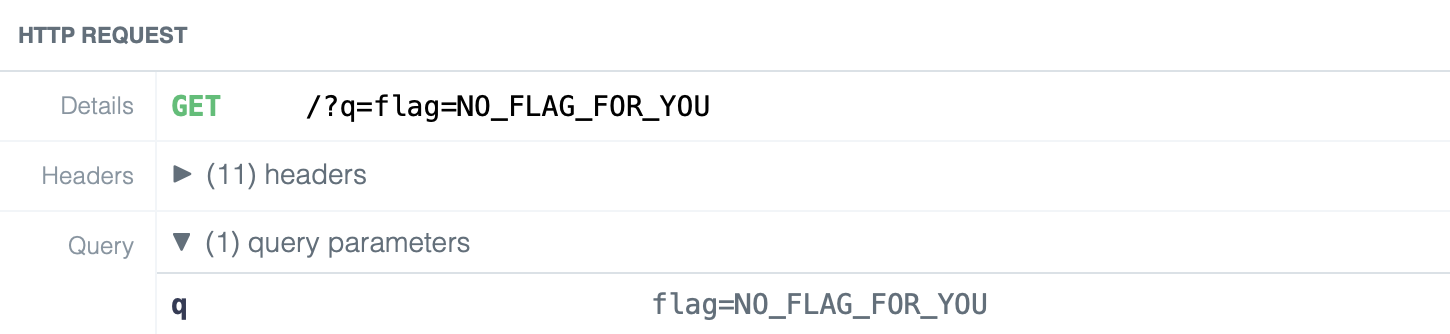 HTTP REQUEST
Details GET /?q=flag=NO_FLAG_FOR_YOU
Headers ▶ (11) headers
Query ▼ (1) query parameters
q flag=NO_FLAG_FOR_YOU